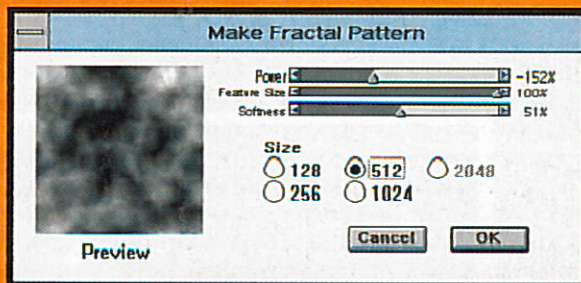 Make Fractal Pattern
Power -152%
Feature Size 100%
Softness 51%
Size
128 512 2048
256 1024
Preview
Cancel OK